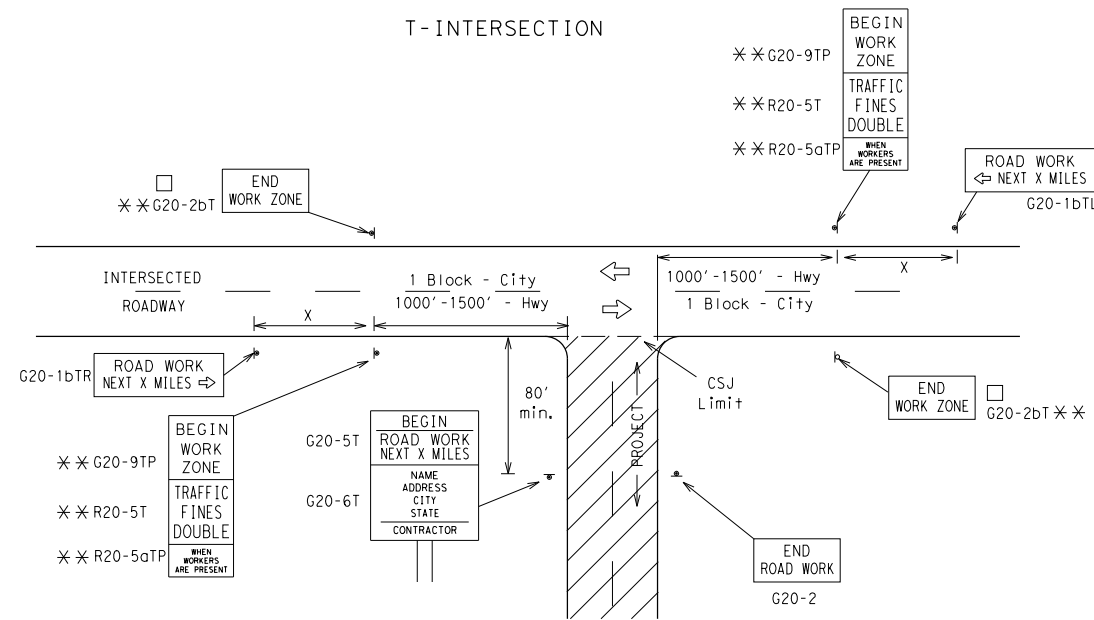 T-INTERSECTION
BEGIN
WORK
ZONE
TRAFFIC
FINES
DOUBLE
WHEN
WORKERS
ARE PRESENT
** G20-9TP
** R20-5T
** R20-5aTP
ROAD WORK
⇦ NEXT X MILES
G20-1bTL
END
WORK ZONE
□
** G20-2bT
INTERSECTED
ROADWAY
1 Block - City
1000'-1500' - Hwy
X
1000'-1500' - Hwy
1 Block - City
X
G20-1bTR
ROAD WORK
NEXT X MILES ⇨
80'
min.
PROJECT
CSJ
Limit
END
WORK ZONE
□
G20-2bT **
** G20-9TP
** R20-5T
** R20-5aTP
BEGIN
WORK
ZONE
TRAFFIC
FINES
DOUBLE
WHEN
WORKERS
ARE PRESENT
G20-5T
G20-6T
BEGIN
ROAD WORK
NEXT X MILES
NAME
ADDRESS
CITY
STATE
CONTRACTOR
END
ROAD WORK
G20-2